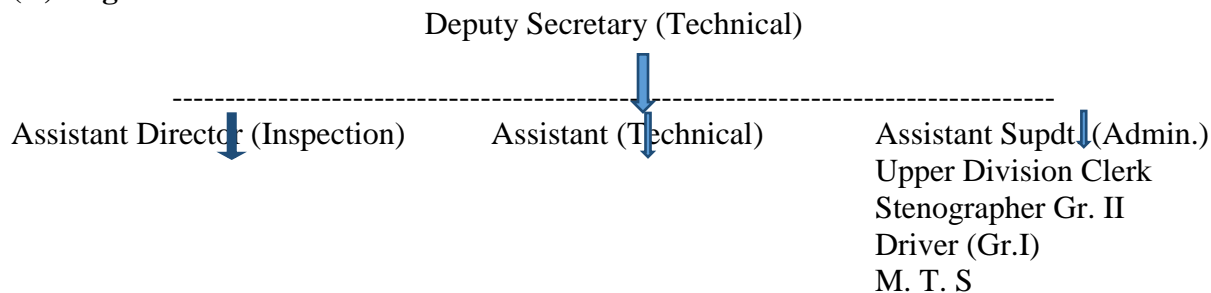 Deputy Secretary (Technical)
--------------------------------------------------------------------------------------
Assistant Director (Inspection) Assistant (Technical) Assistant Supdt. (Admin.)
Upper Division Clerk
Stenographer Gr. II
Driver (Gr.I)
M. T. S